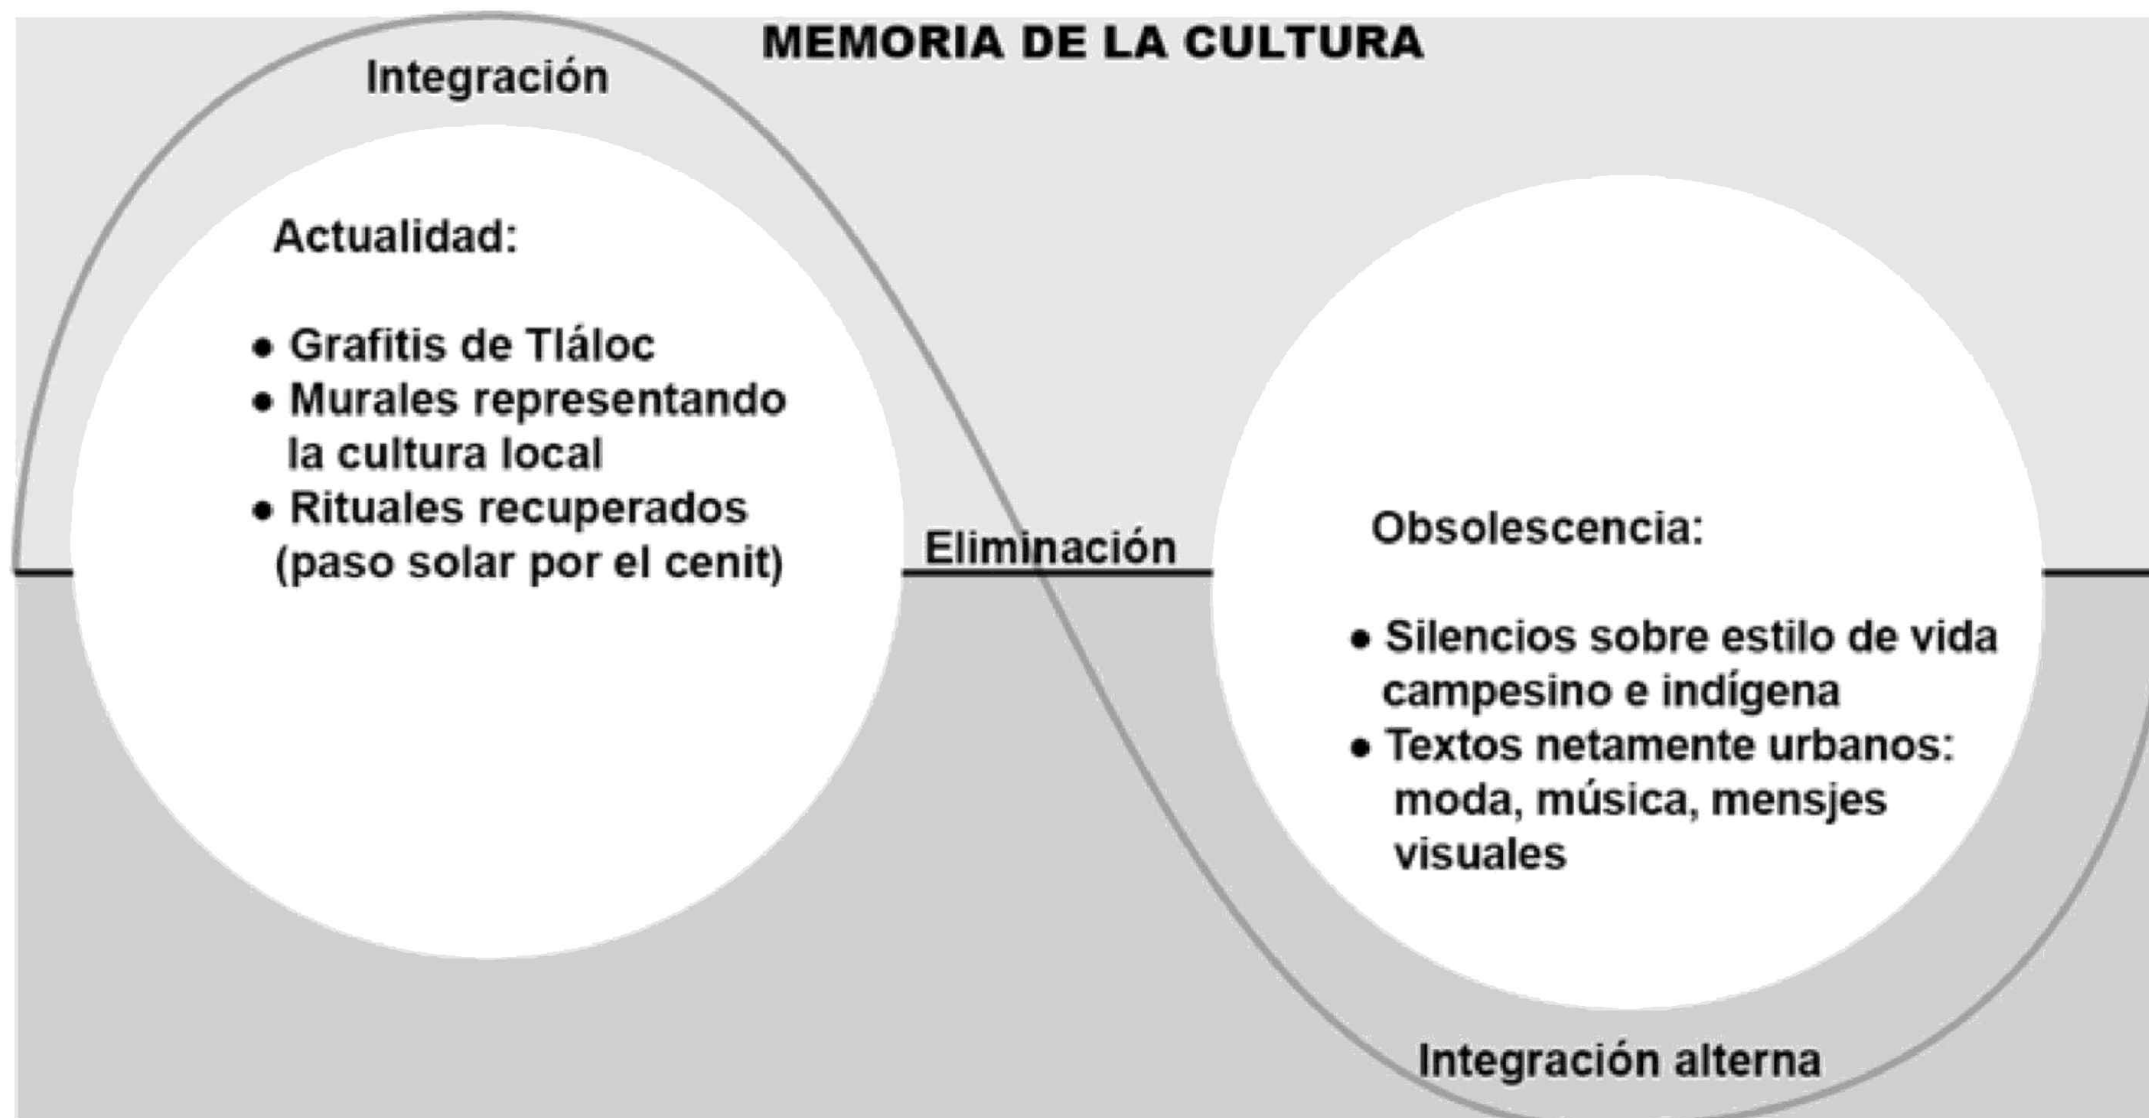 MEMORIA DE LA CULTURA
Integración
Actualidad:
● Grafitis de Tláloc
● Murales representando
la cultura local
● Rituales recuperados
(paso solar por el cenit)
Eliminación
Obsolescencia:
● Silencios sobre estilo de vida
campesino e indígena
● Textos netamente urbanos:
moda, música, mensjes
visuales
Integración alterna